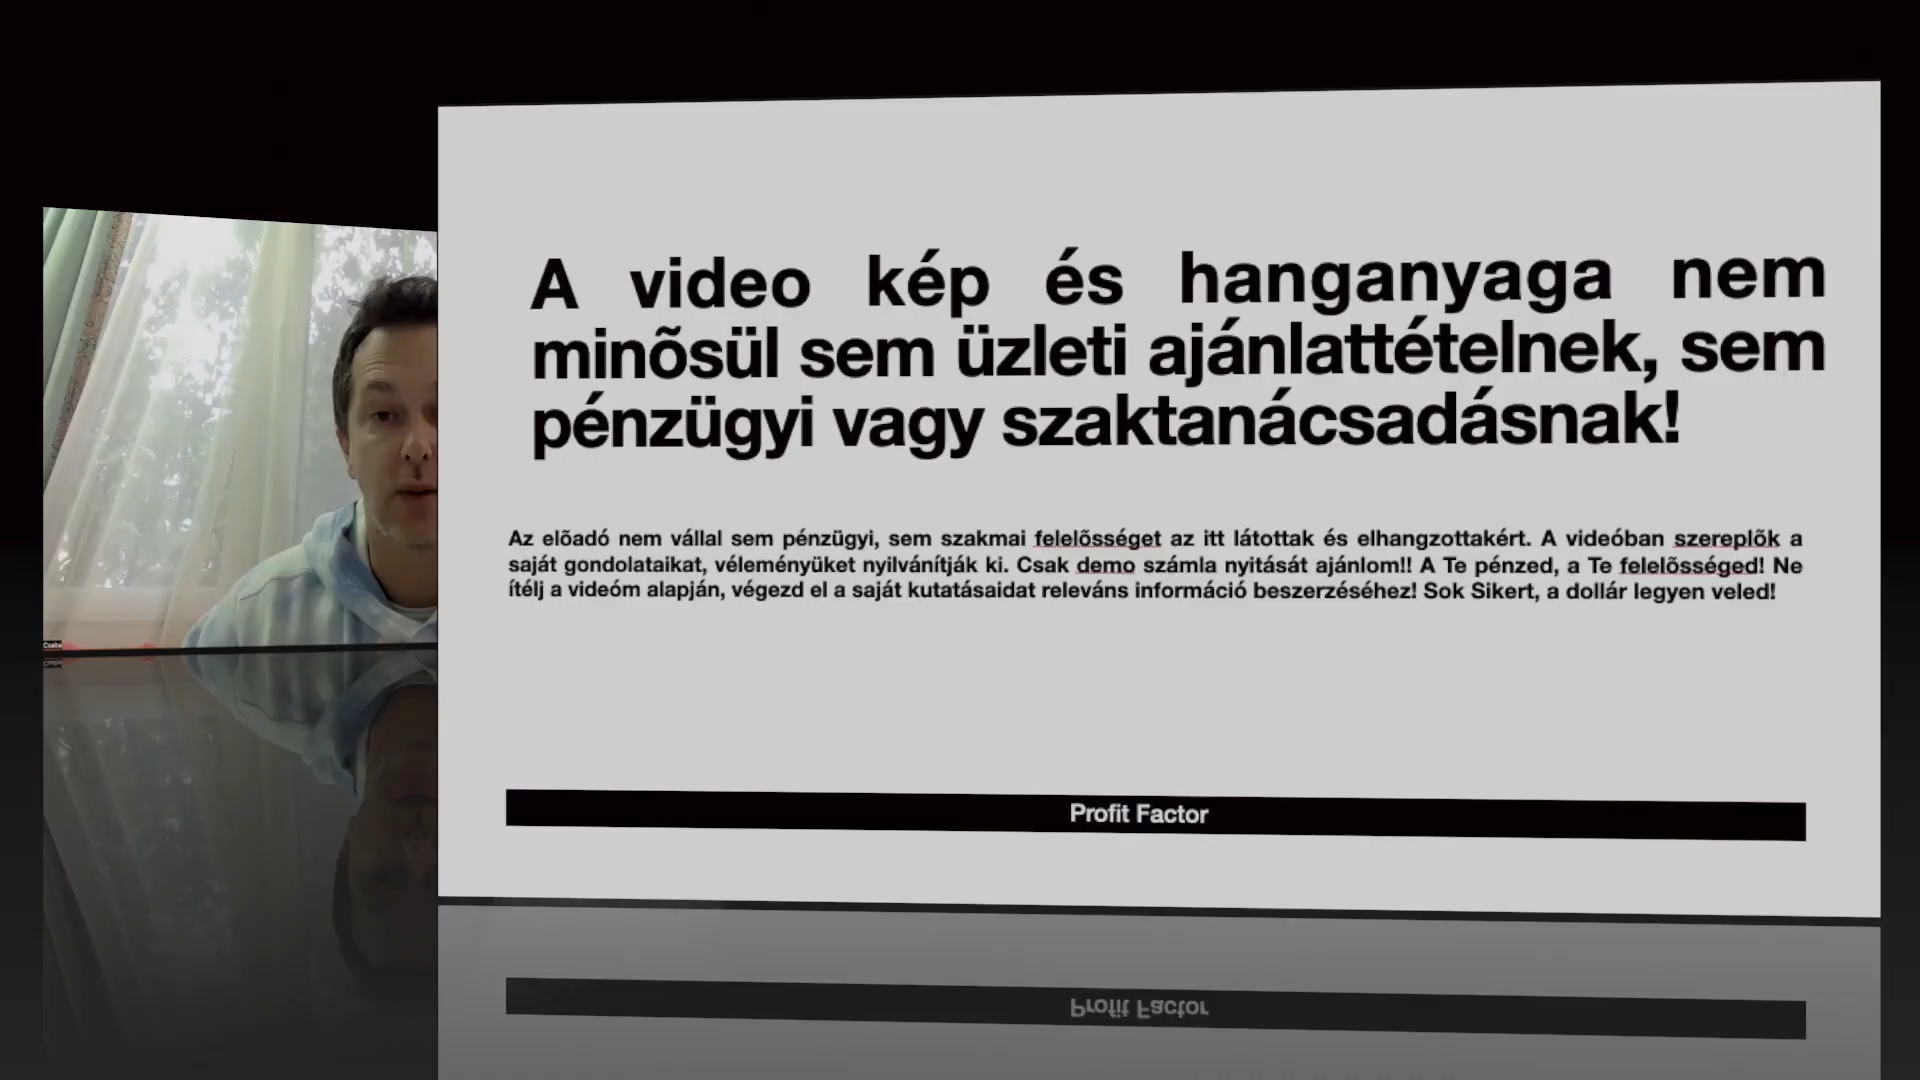 A video kép és hanganyaga nem
minõsül sem üzleti ajánlattételnek, sem
pénzügyi vagy szaktanácsadásnak!
Az elõadó nem vállal sem pénzügyi, sem szakmai felelõsséget az itt látottak és elhangzottakért. A videóban szereplõk a
saját gondolataikat, véleményüket nyilvánítják ki. Csak demo számla nyitását ajánlom!! A Te pénzed, a Te felelõsséged! Ne
ítélj a videóm alapján, végezd el a saját kutatásaidat releváns információ beszerzéséhez! Sok Sikert, a dollár legyen veled!
Csaba
Profit Factor